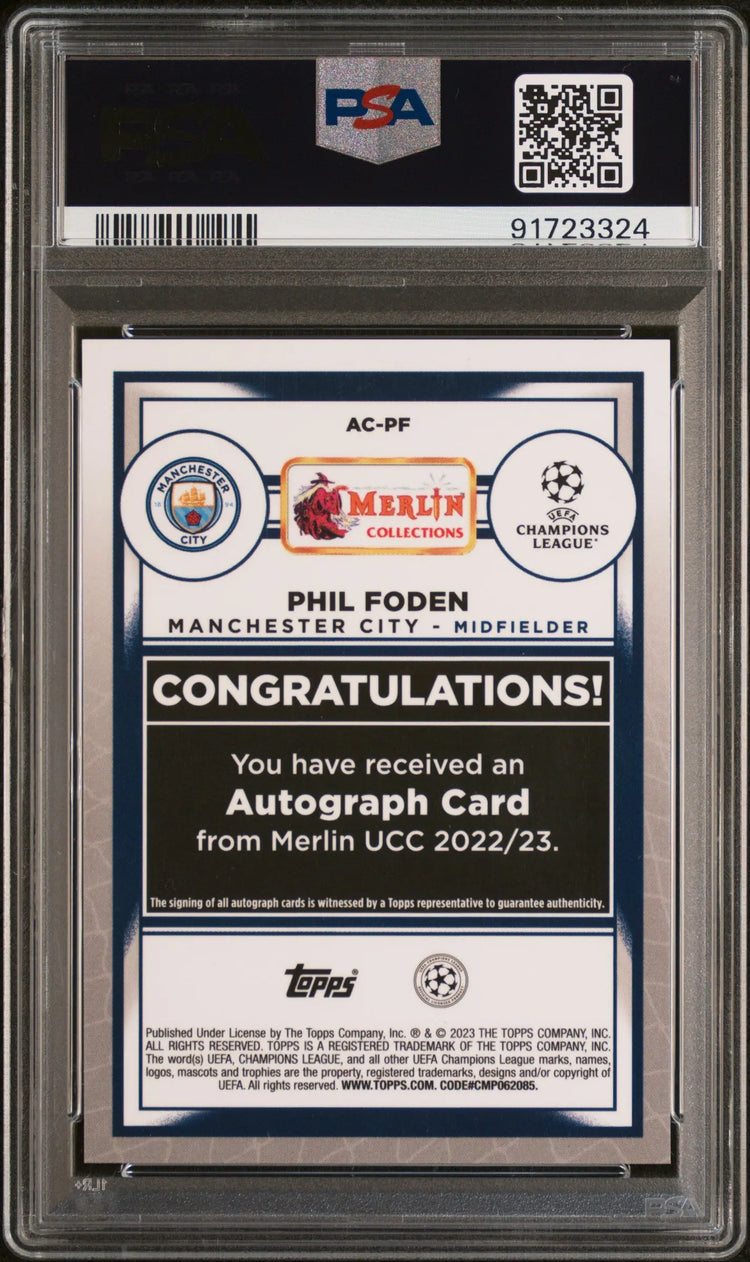 PSA
91723324
AC-PF
MANCHESTER
18 94
CITY
MERLIN
COLLECTIONS
UEFA
CHAMPIONS
LEAGUE®
PHIL FODEN
MANCHESTER CITY - MIDFIELDER
CONGRATULATIONS!
You have received an
Autograph Card
from Merlin UCC 2022/23.
The signing of all autograph cards is witnessed by a Topps representative to guarantee authenticity.
topps®
Published Under License by The Topps Company, Inc. ® & © 2023 THE TOPPS COMPANY, INC.
ALL RIGHTS RESERVED. TOPPS IS A REGISTERED TRADEMARK OF THE TOPPS COMPANY, INC.
The word(s) UEFA, CHAMPIONS LEAGUE, and all other UEFA Champions League marks, names,
logos, mascots and trophies are the property, registered trademarks, designs and/or copyright of
UEFA. All rights reserved. WWW.TOPPS.COM. CODE#CMP062085.
PSA